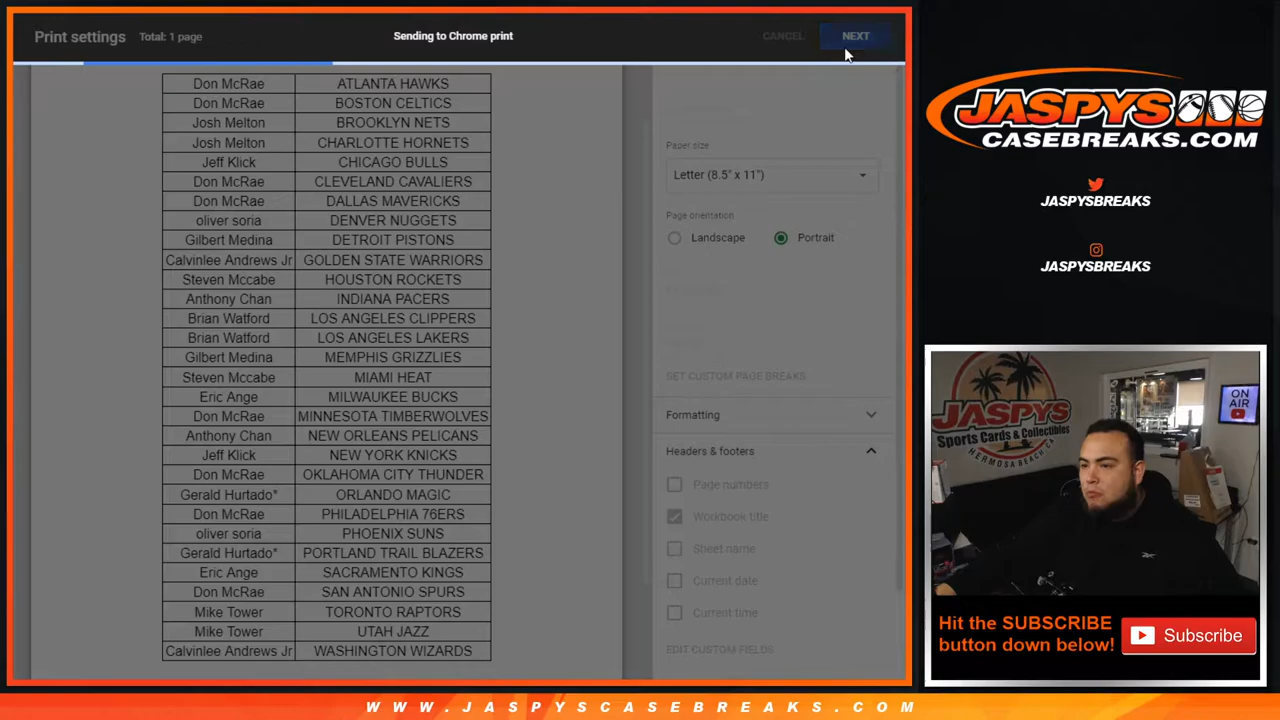 Print settings Total: 1 page Sending to Chrome print CANCEL NEXT
Don McRae ATLANTA HAWKS
Don McRae BOSTON CELTICS
Josh Melton BROOKLYN NETS
Josh Melton CHARLOTTE HORNETS
Jeff Klick CHICAGO BULLS
Don McRae CLEVELAND CAVALIERS
Don McRae DALLAS MAVERICKS
oliver soria DENVER NUGGETS
Gilbert Medina DETROIT PISTONS
Calvinlee Andrews Jr GOLDEN STATE WARRIORS
Steven Mccabe HOUSTON ROCKETS
Anthony Chan INDIANA PACERS
Brian Watford LOS ANGELES CLIPPERS
Brian Watford LOS ANGELES LAKERS
Gilbert Medina MEMPHIS GRIZZLIES
Steven Mccabe MIAMI HEAT
Eric Ange MILWAUKEE BUCKS
Don McRae MINNESOTA TIMBERWOLVES
Anthony Chan NEW ORLEANS PELICANS
Jeff Klick NEW YORK KNICKS
Don McRae OKLAHOMA CITY THUNDER
Gerald Hurtado* ORLANDO MAGIC
Don McRae PHILADELPHIA 76ERS
oliver soria PHOENIX SUNS
Gerald Hurtado* PORTLAND TRAIL BLAZERS
Eric Ange SACRAMENTO KINGS
Don McRae SAN ANTONIO SPURS
Mike Tower TORONTO RAPTORS
Mike Tower UTAH JAZZ
Calvinlee Andrews Jr WASHINGTON WIZARDS
Paper size
Letter (8.5" x 11")
Page orientation
Landscape Portrait
SET CUSTOM PAGE BREAKS
Formatting
Headers & footers
Page numbers
Workbook title
Sheet name
Current date
Current time
EDIT CUSTOM FIELDS
JASPYS
CASEBREAKS.COM
JASPYSBREAKS
JASPYSBREAKS
JASPYS
Sports Cards & Collectibles
HERMOSA BEACH CA
ON
AIR
Hit the SUBSCRIBE
button down below!
Subscribe
WWW.JASPYSCASEBREAKS.COM